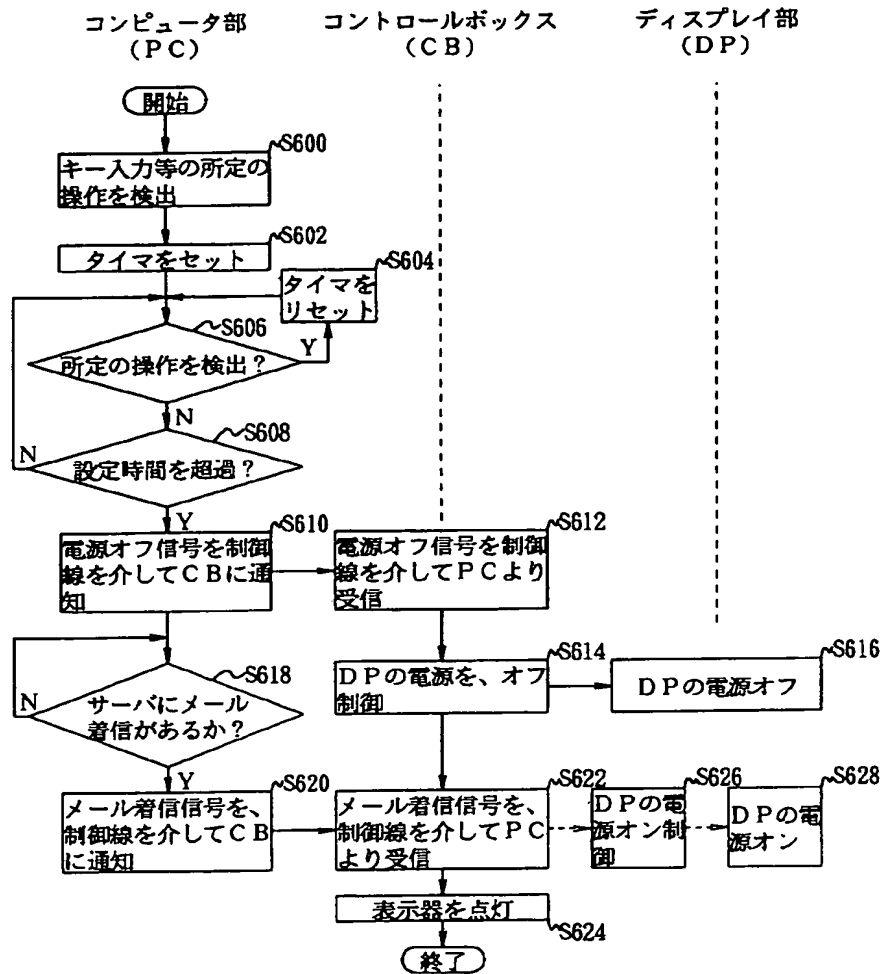 コンピュータ部
(PC)
コントロールボックス
(CB)
ディスプレイ部
(DP)
開始
S600
キー入力等の所定の
操作を検出
S602
タイマをセット
S604
タイマを
リセット
S606
所定の操作を検出?
Y
N
S608
設定時間を超過?
N
Y
S610
電源オフ信号を制御
線を介してCBに通
知
S612
電源オフ信号を制御
線を介してPCより
受信
S614
DPの電源を、オフ
制御
S616
DPの電源オフ
S618
サーバにメール
着信があるか?
N
Y
S620
メール着信信号を、
制御線を介してCB
に通知
S622
メール着信信号を、
制御線を介してPC
より受信
S626
DPの電
源オン制
御
S628
DPの電
源オン
表示器を点灯
S624
終了